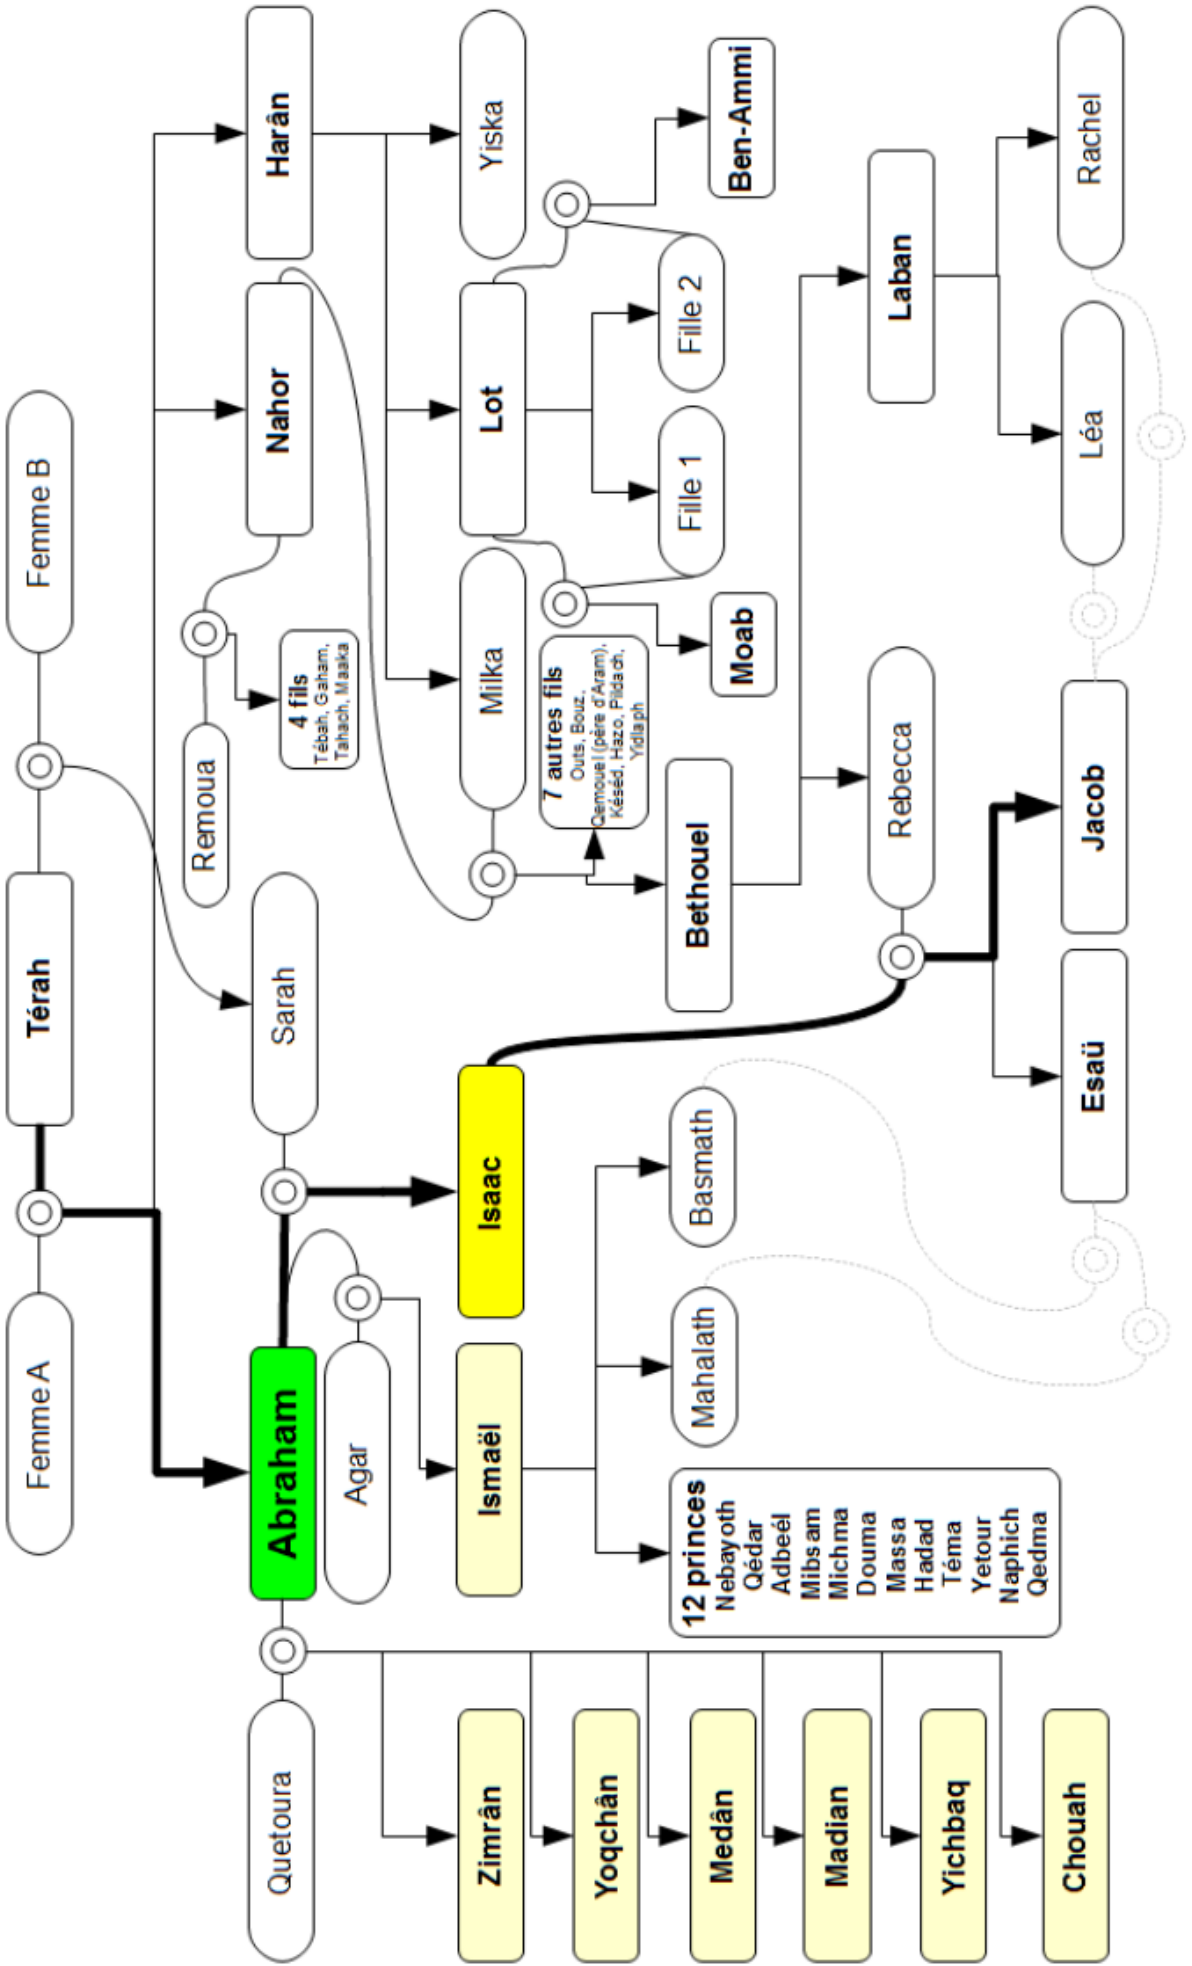 Femme A
Térah
Femme B
Quetoura
Abraham
Sarah
Remoua
Nahor
Harân
Agar
4 fils
Tébah, Gaham,
Tahach, Maaka
Zimrân
Yoqchân
Medân
Madian
Yichbaq
Chouah
Ismaël
Isaac
Milka
Lot
Yiska
7 autres fils
Outs, Bouz,
Qemouel (père d'Aram),
Késéd, Hazo, Pildach,
Yidlaph
12 princes
Nebayoth
Qédar
Adbeél
Mibsam
Michma
Douma
Massa
Hadad
Téma
Yetour
Naphich
Qedma
Mahalath
Basmath
Bethouel
Moab
Fille 1
Fille 2
Ben-Ammi
Rebecca
Laban
Esaü
Jacob
Léa
Rachel